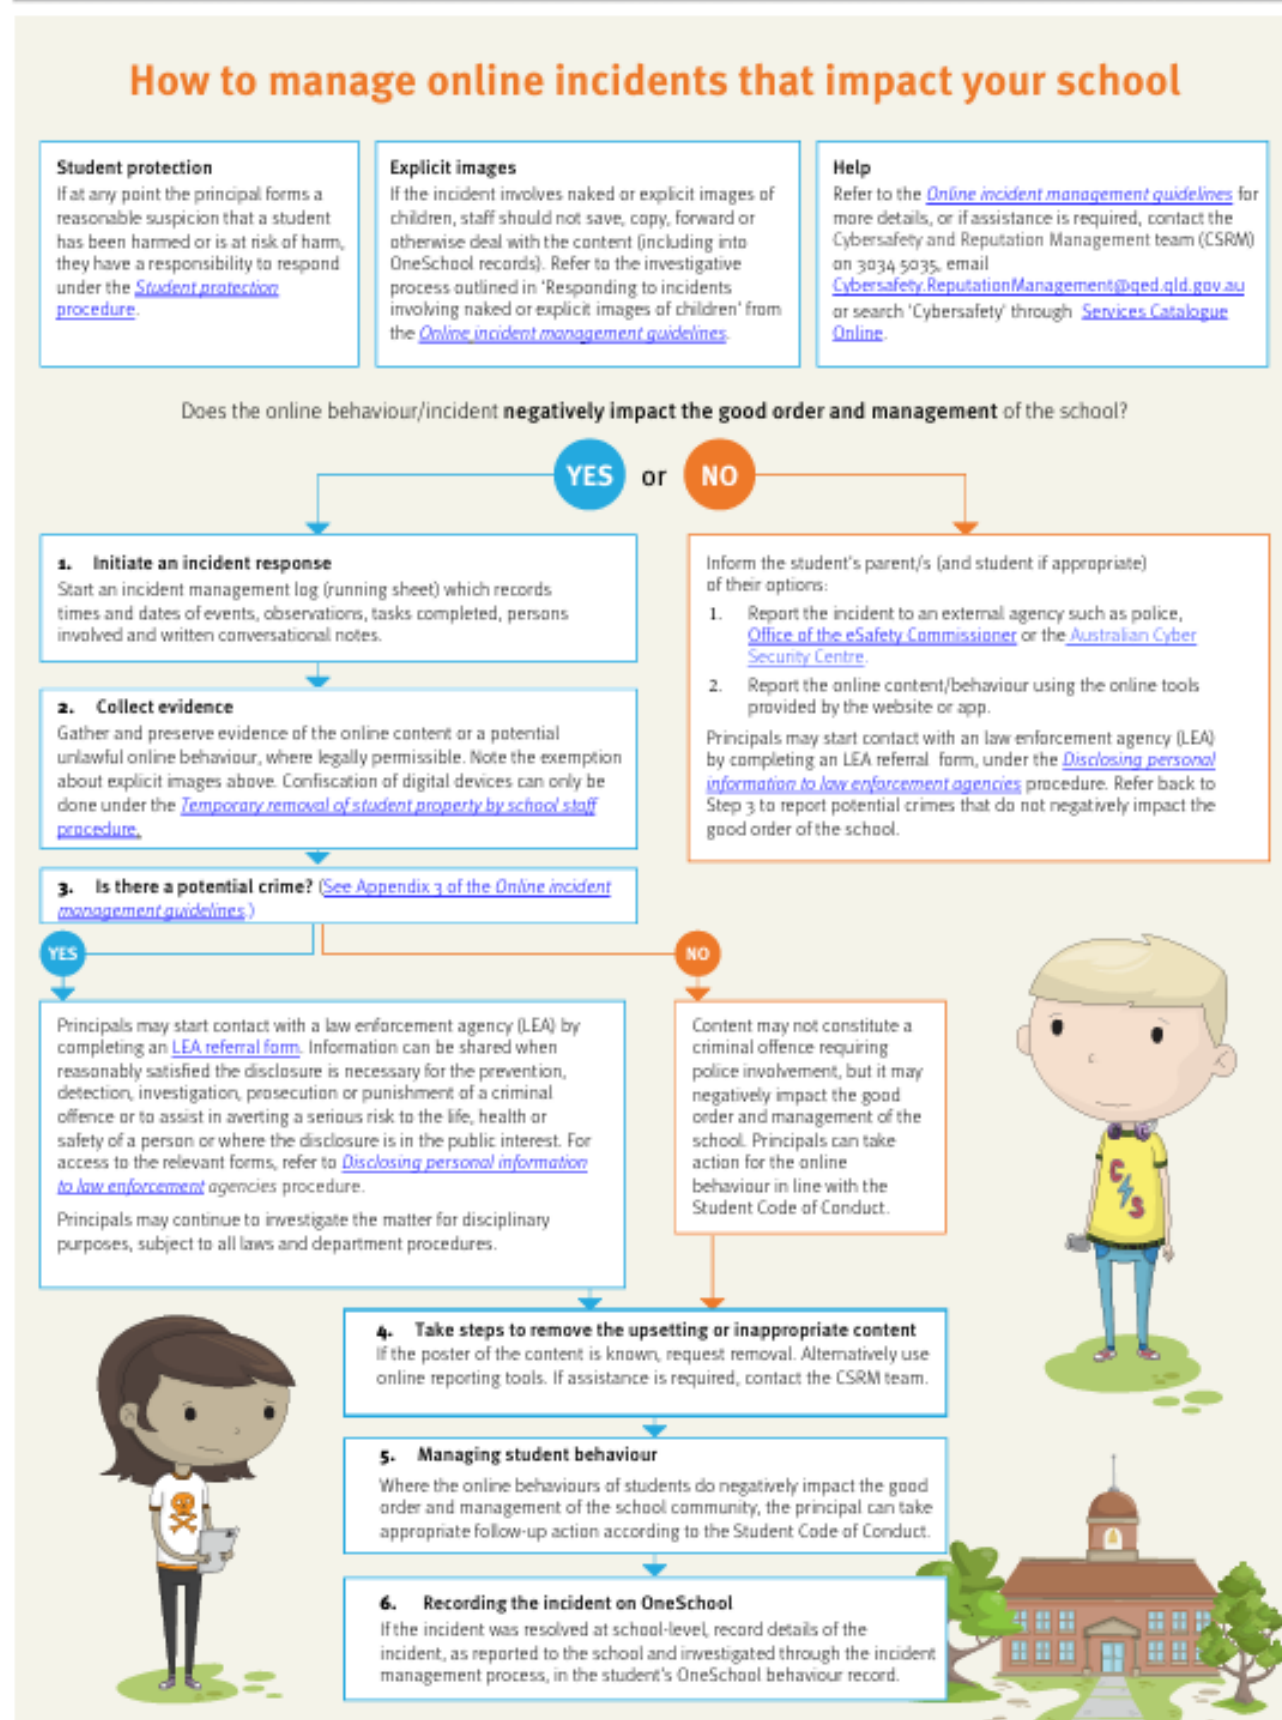 How to manage online incidents that impact your school
Student protection
If at any point the principal forms a
reasonable suspicion that a student
has been harmed or is at risk of harm,
they have a responsibility to respond
under the Student protection
procedure.
Explicit images
If the incident involves naked or explicit images of
children, staff should not save, copy, forward or
otherwise deal with the content (including into
OneSchool records). Refer to the investigative
process outlined in 'Responding to incidents
involving naked or explicit images of children' from
the Online incident management guidelines.
Help
Refer to the Online incident management guidelines for
more details, or if assistance is required, contact the
Cybersafety and Reputation Management team (CSRM)
on 3034 5035, email
Cybersafety.ReputationManagement@qed.qld.gov.au
or search 'Cybersafety' through Services Catalogue
Online.
Does the online behaviour/incident negatively impact the good order and management of the school?
YES or NO
1. Initiate an incident response
Start an incident management log (running sheet) which records
times and dates of events, observations, tasks completed, persons
involved and written conversational notes.
2. Collect evidence
Gather and preserve evidence of the online content or a potential
unlawful online behaviour, where legally permissible. Note the exemption
about explicit images above. Confiscation of digital devices can only be
done under the Temporary removal of student property by school staff
procedure.
3. Is there a potential crime? (See Appendix 3 of the Online incident
management guidelines.)
Inform the student's parent/s (and student if appropriate)
of their options:
1. Report the incident to an external agency such as police,
Office of the eSafety Commissioner or the Australian Cyber
Security Centre.
2. Report the online content/behaviour using the online tools
provided by the website or app.
Principals may start contact with an law enforcement agency (LEA)
by completing an LEA referral form, under the Disclosing personal
information to law enforcement agencies procedure. Refer back to
Step 3 to report potential crimes that do not negatively impact the
good order of the school.
YES
NO
Principals may start contact with a law enforcement agency (LEA) by
completing an LEA referral form. Information can be shared when
reasonably satisfied the disclosure is necessary for the prevention,
detection, investigation, prosecution or punishment of a criminal
offence or to assist in averting a serious risk to the life, health or
safety of a person or where the disclosure is in the public interest. For
access to the relevant forms, refer to Disclosing personal information
to law enforcement agencies procedure.
Principals may continue to investigate the matter for disciplinary
purposes, subject to all laws and department procedures.
Content may not constitute a
criminal offence requiring
police involvement, but it may
negatively impact the good
order and management of the
school. Principals can take
action for the online
behaviour in line with the
Student Code of Conduct.
C
S
4. Take steps to remove the upsetting or inappropriate content
If the poster of the content is known, request removal. Alternatively use
online reporting tools. If assistance is required, contact the CSRM team.
5. Managing student behaviour
Where the online behaviours of students do negatively impact the good
order and management of the school community, the principal can take
appropriate follow-up action according to the Student Code of Conduct.
6. Recording the incident on OneSchool
If the incident was resolved at school-level, record details of the
incident, as reported to the school and investigated through the incident
management process, in the student's OneSchool behaviour record.